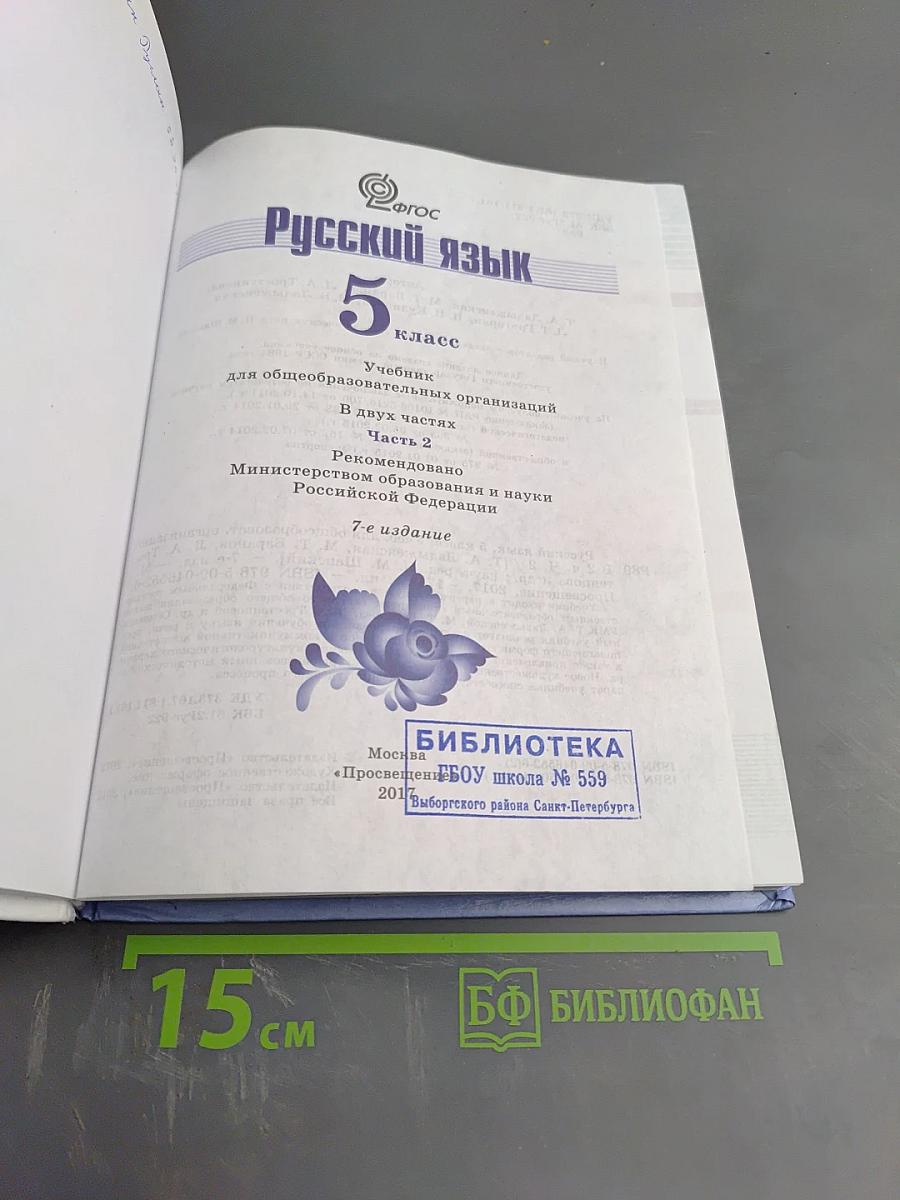 ФГОС
Русский язык
5 класс
Учебник
для общеобразовательных организаций
В двух частях
Часть 2
Рекомендовано
Министерством образования и науки
Российской Федерации
7-е издание
Москва
«Просвещение»
2017
БИБЛИОТЕКА
ГБОУ школа № 559
Выборгского района Санкт-Петербурга
15 см
БФ БИБЛИОФАН